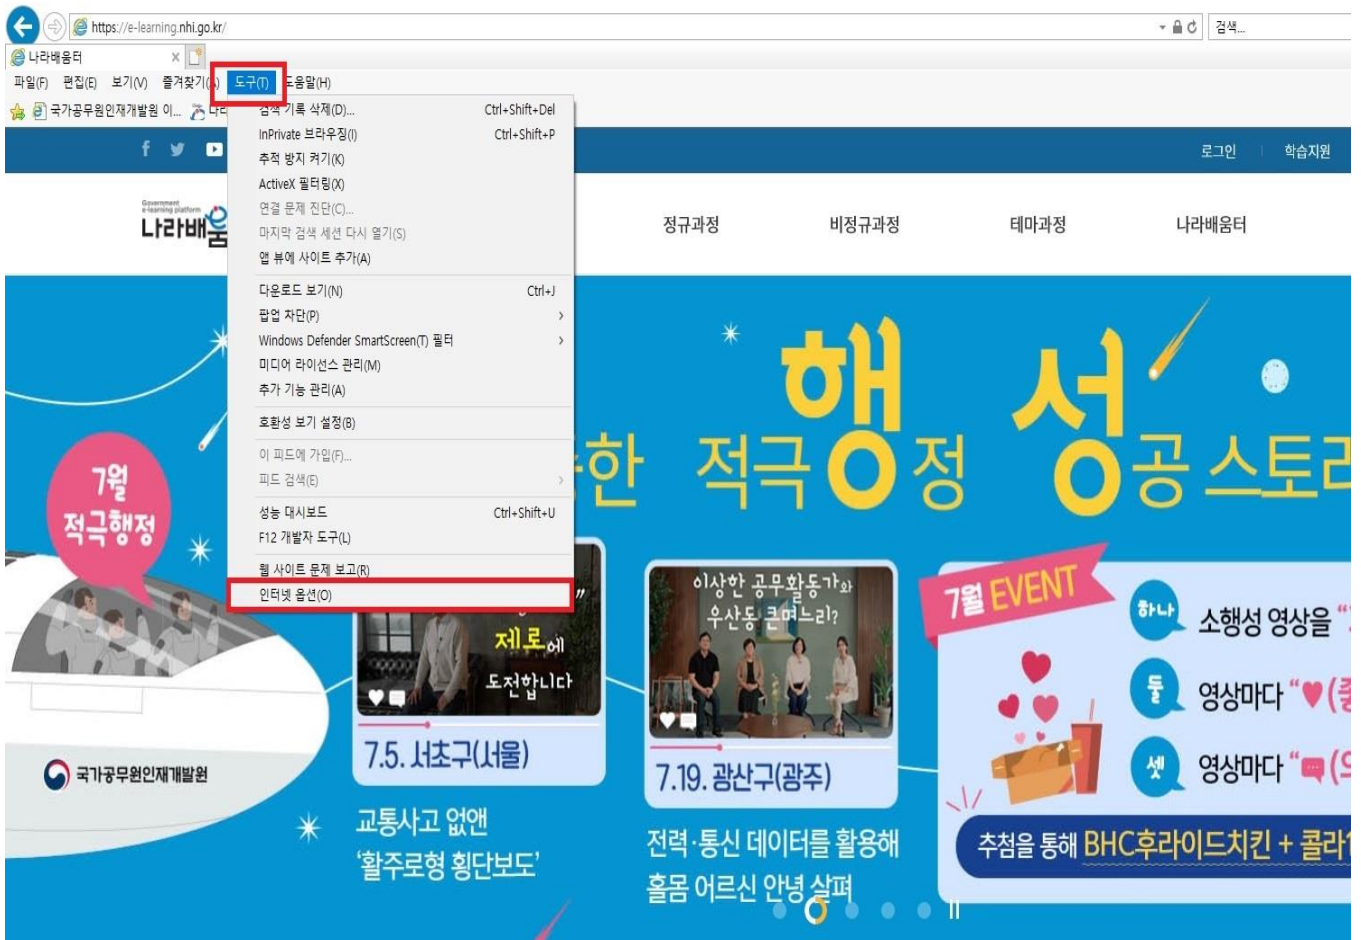 https://e-learning.nhi.go.kr/
검색...
나라배움터
파일(F) 편집(E) 보기(V) 즐겨찾기(A) 도구(T) 도움말(H)
국가공무원인재개발원 이... 나라
검색 기록 삭제(D)... Ctrl+Shift+Del
InPrivate 브라우징(I) Ctrl+Shift+P
추적 방지 켜기(K)
ActiveX 필터링(X)
연결 문제 진단(C)...
마지막 검색 세션 다시 열기(S)
앱 뷰에 사이트 추가(A)
다운로드 보기(N) Ctrl+J
팝업 차단(P)
Windows Defender SmartScreen(T) 필터
미디어 라이선스 관리(M)
추가 기능 관리(A)
호환성 보기 설정(B)
이 피드에 가입(F)...
피드 검색(E)
성능 대시보드 Ctrl+Shift+U
F12 개발자 도구(L)
웹 사이트 문제 보고(R)
인터넷 옵션(O)
로그인 학습지원
Government
e-learning platform
나라배움
정규과정 비정규과정 테마과정 나라배움터
한 적극행정 성공 스토리
7월
적극행정
국가공무원인재개발원
제로에
도전합니다
7.5. 서초구(서울)
교통사고 없앤
‘활주로형 횡단보도’
이상한 공무활동가와
우산동 큰며느리?
7.19. 광산구(광주)
전력·통신 데이터를 활용해
홀몸 어르신 안녕 살펴
7월 EVENT
하나 소행성 영상을 “
둘 영상마다 “♥(좋
셋 영상마다 “
추첨을 통해 BHC후라이드치킨 + 콜라1